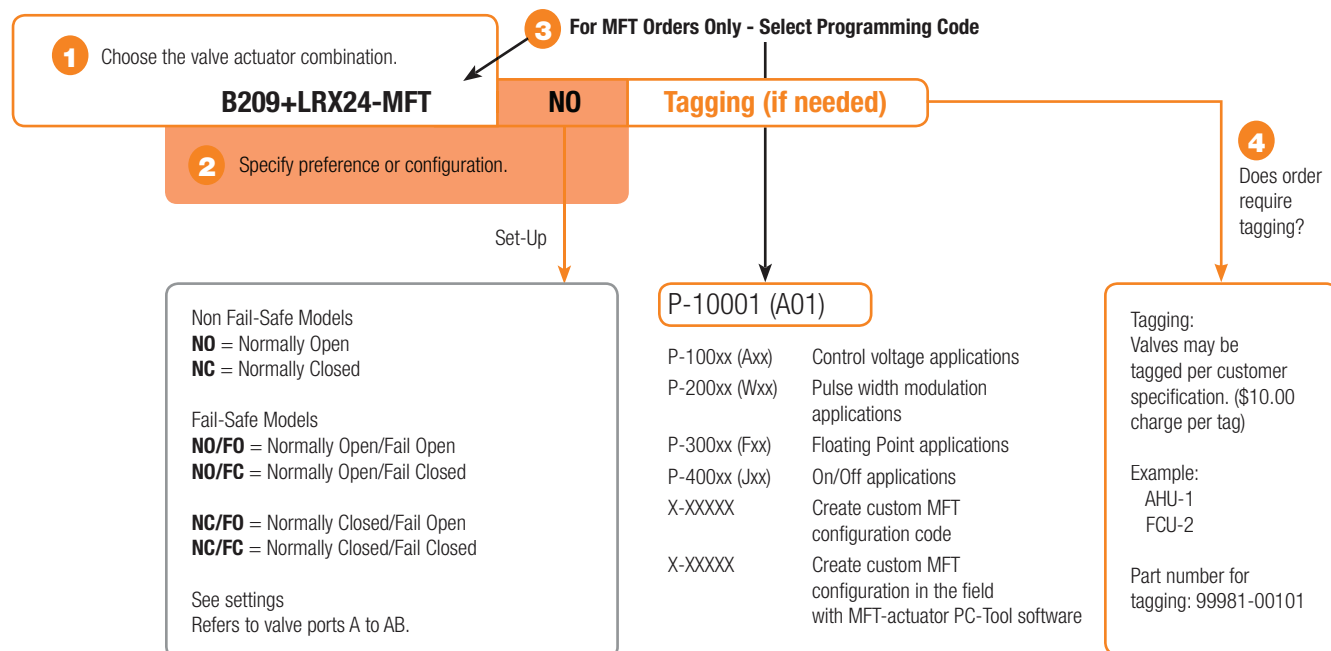 3 For MFT Orders Only - Select Programming Code
1 Choose the valve actuator combination.
B209+LRX24-MFT NO Tagging (if needed)
2 Specify preference or configuration.
4
Does order
require
tagging?
Set-Up
Non Fail-Safe Models
NO = Normally Open
NC = Normally Closed
Fail-Safe Models
NO/FO = Normally Open/Fail Open
NO/FC = Normally Open/Fail Closed
NC/FO = Normally Closed/Fail Open
NC/FC = Normally Closed/Fail Closed
See settings
Refers to valve ports A to AB.
P-10001 (A01)
P-100xx (Axx) Control voltage applications
P-200xx (Wxx) Pulse width modulation
applications
P-300xx (Fxx) Floating Point applications
P-400xx (Jxx) On/Off applications
X-XXXXX Create custom MFT
configuration code
X-XXXXX Create custom MFT
configuration in the field
with MFT-actuator PC-Tool software
Tagging:
Valves may be
tagged per customer
specification. ($10.00
charge per tag)
Example:
AHU-1
FCU-2
Part number for
tagging: 99981-00101